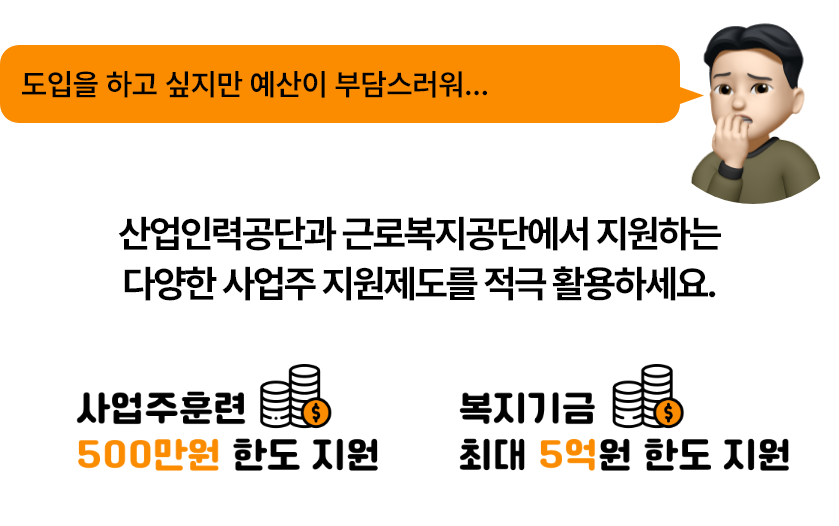 도입을 하고 싶지만 예산이 부담스러워...
산업인력공단과 근로복지공단에서 지원하는
다양한 사업주 지원제도를 적극 활용하세요.
사업주훈련 $
500만원 한도 지원
복지기금 $
최대 5억원 한도 지원